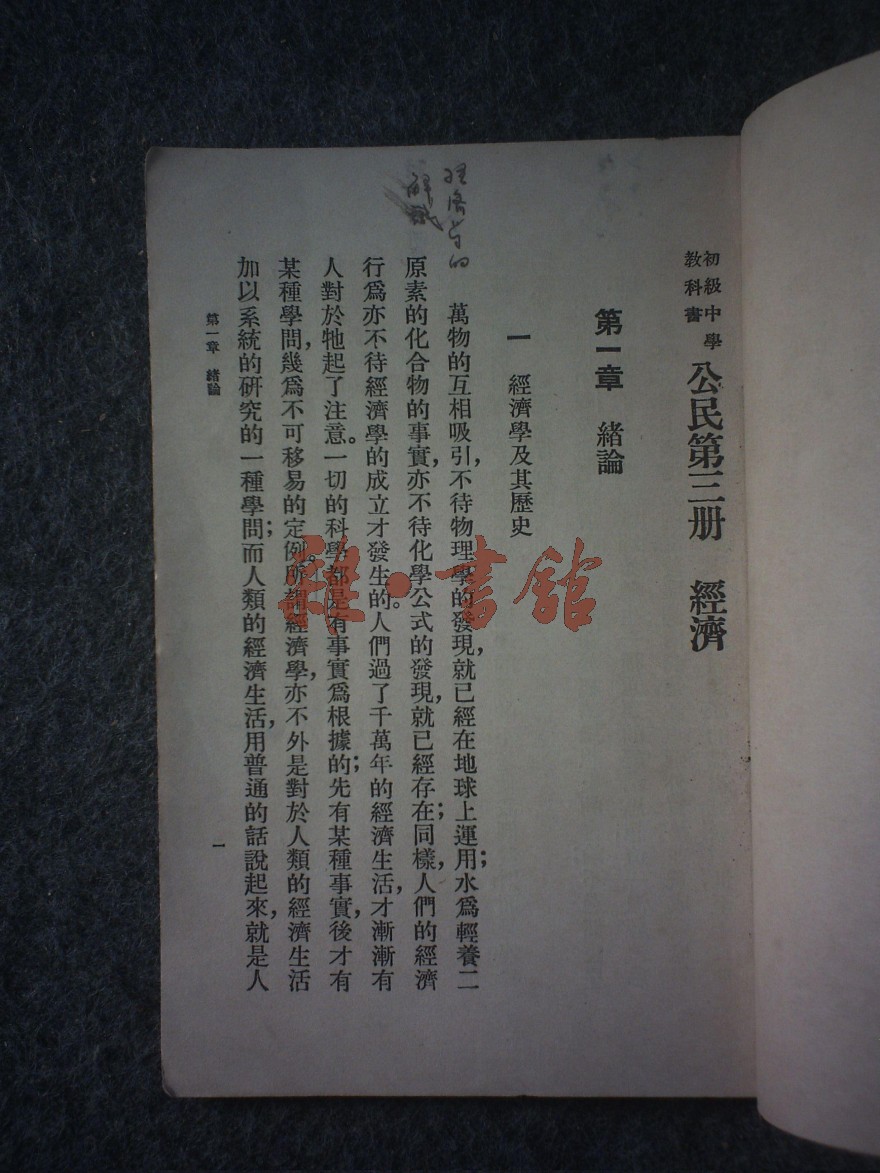 初級中學
教科書
公民第三册 經濟
第一章 緒論
一 經濟學及其歷史
萬物的互相吸引,不待物理學的發現,就已經在地球上運用;水爲輕養二
原素的化合物的事實,亦不待化學公式的發現,就已經存在;同樣,人們的經濟
行爲亦不待經濟學的成立才發生的。人們過了千萬年的經濟生活,才漸漸有
人對於牠起了注意。一切的科學都是有事實爲根據的;先有某種事實,後才有
某種學問,幾爲不可移易的定例。所謂經濟學,亦不外是對於人類的經濟生活
加以系統的研究的一種學問;而人類的經濟生活,用普通的話說起來,就是人
第一章 緒論
一
雜·書館